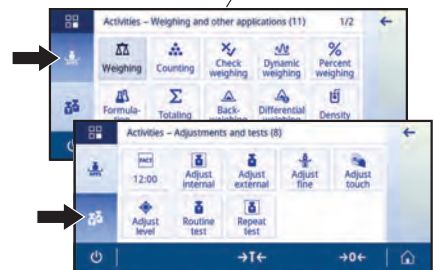 Activities – Weighing and other applications (11) 1/2
Weighing Counting Check weighing Dynamic weighing Percent weighing
Formula- Totaling Back- Differential Density
Activities – Adjustments and tests (8)
FACT
12:00 Adjust internal Adjust external Adjust fine Adjust touch
Adjust level Routine test Repeat test
→T← →0←